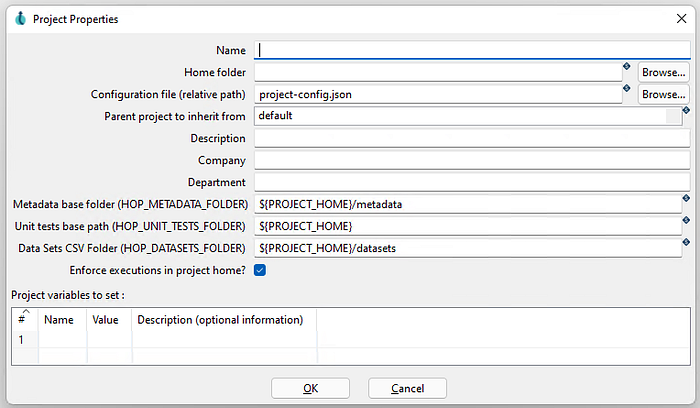 Project Properties
Name
Home folder Browse...
Configuration file (relative path) project-config.json Browse...
Parent project to inherit from default
Description
Company
Department
Metadata base folder (HOP_METADATA_FOLDER) ${PROJECT_HOME}/metadata
Unit tests base path (HOP_UNIT_TESTS_FOLDER) ${PROJECT_HOME}
Data Sets CSV Folder (HOP_DATASETS_FOLDER) ${PROJECT_HOME}/datasets
Enforce executions in project home?
Project variables to set :
# Name Value Description (optional information)
1
OK Cancel